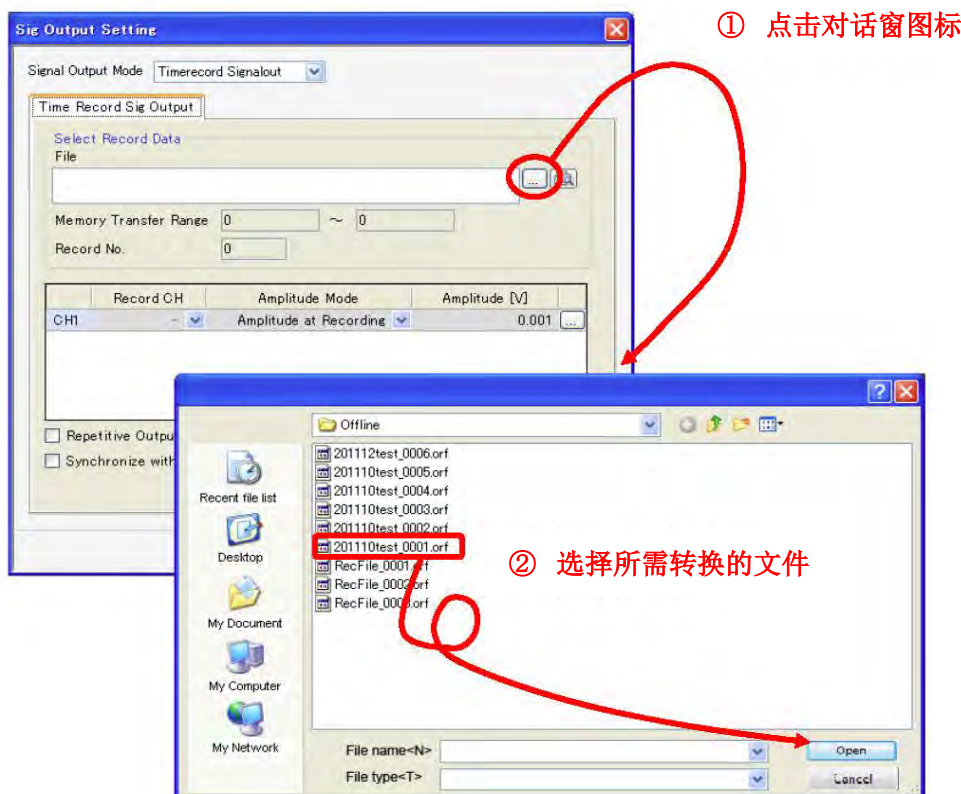 ① 点击对话窗图标
Sig Output Setting
Signal Output Mode Timerecord Signalout
Time Record Sig Output
Select Record Data
File
...
Memory Transfer Range 0 ~ 0
Record No. 0
Record CH Amplitude Mode Amplitude [V]
CH1 - Amplitude at Recording 0.001 ...
Repetitive Outpu
Synchronize with
Offline
Recent file list
Desktop
My Document
My Computer
My Network
201112test_0006.orf
201110test_0005.orf
201110test_0004.orf
201110test_0003.orf
201110test_0002.orf
201110test_0001.orf
RecFile_0001.orf
RecFile_0002.orf
RecFile_0003.orf
② 选择所需转换的文件
File name<N>
Open
File type<T>
Cancel